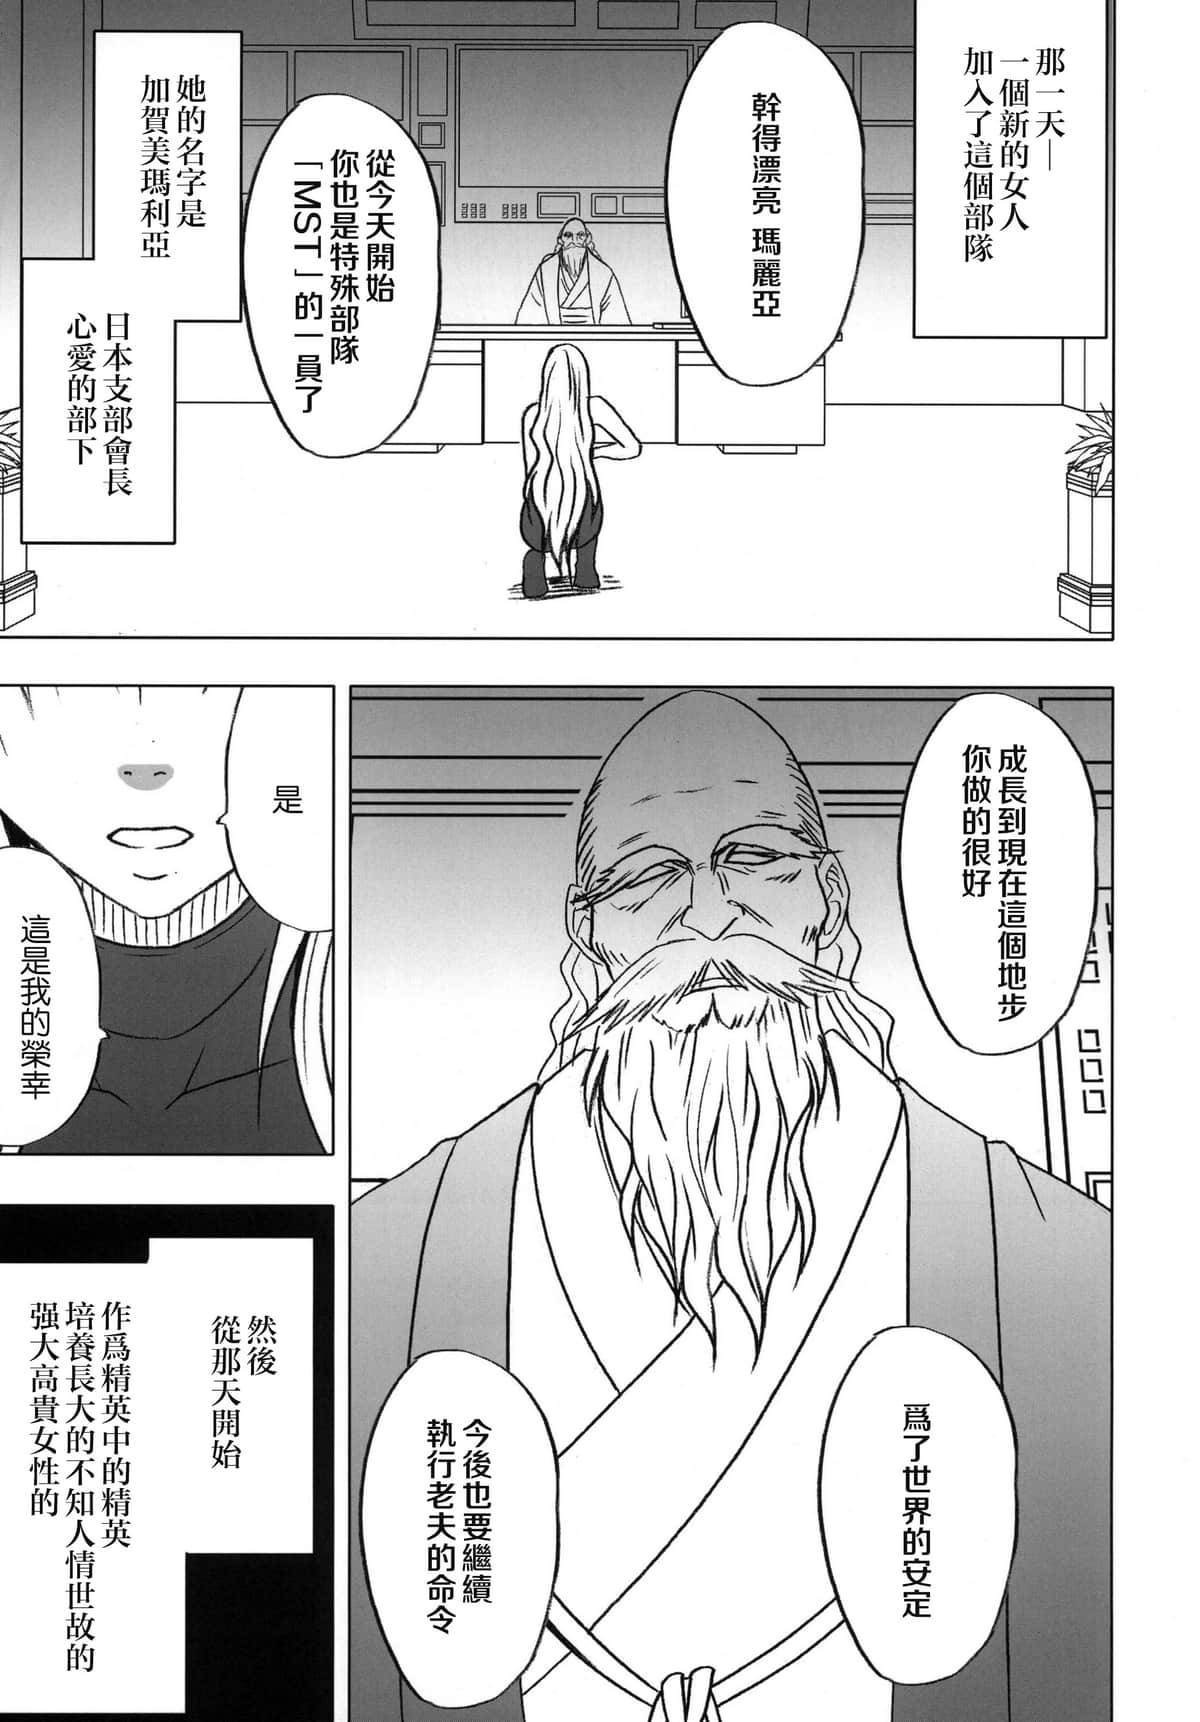 那一天—
一個新的女人
加入了這個部隊
幹得漂亮 瑪麗亞
從今天開始
你也是特殊部隊
「MST」的一員了
她的名字是
加賀美瑪利亞
日本支部會長
心愛的部下
成長到現在這個地步
你做的很好
爲了世界的安定
今後也要繼續
執行老夫的命令
是
這是我的榮幸
然後
從那天開始
作爲精英中的精英
培養長大的不知人情世故的
强大高貴女性的